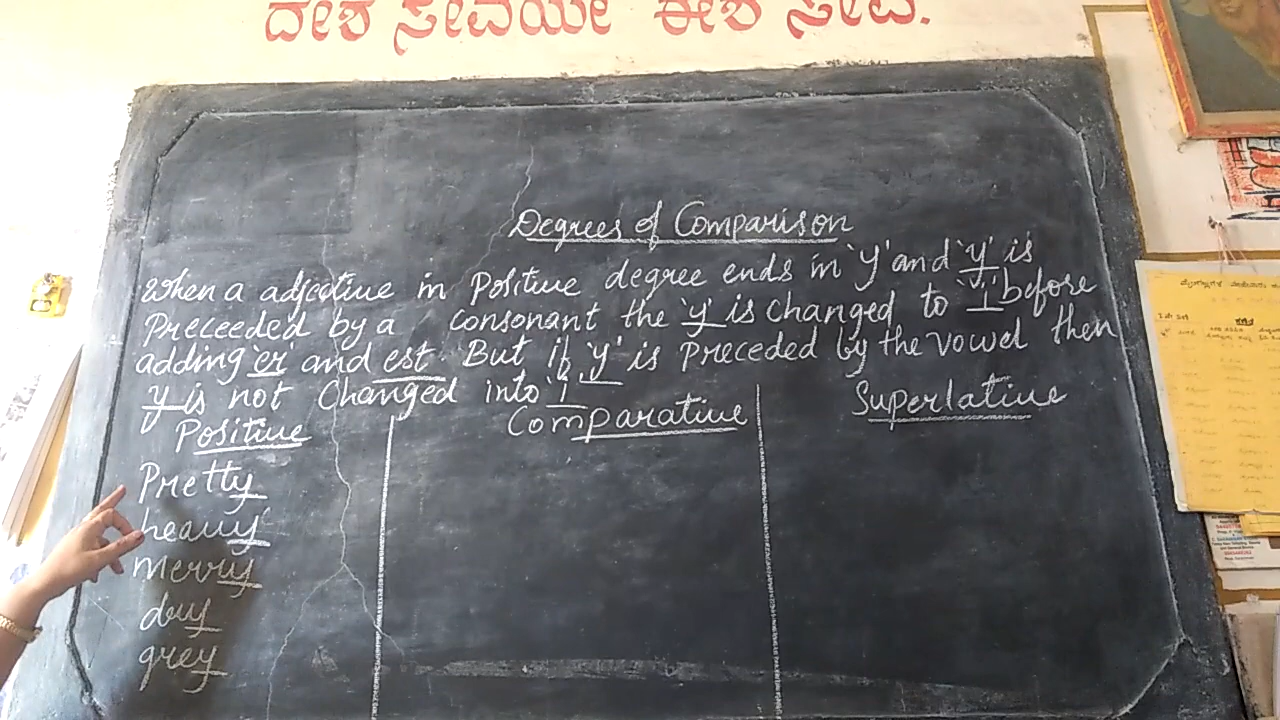 ದೇಶ ಸೇವೆಯೇ ಈಶ ಸೇವೆ.
Degrees of Comparison
When a adjective in Positive degree ends in 'y' and 'y' is
Preceeded by a consonant the 'y' is changed to 'i' before
adding er and est. But if 'y' is Preceded by the vowel then
y is not Changed into 'i'
Positive Comparative Superlative
Pretty
heavy
merry
dry
grey